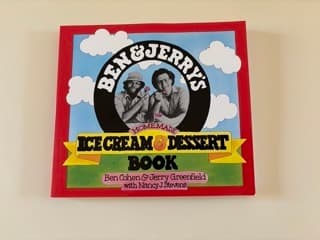 BEN & JERRY'S
HOMEMADE
ICE CREAM & DESSERT
BOOK
Ben Cohen & Jerry Greenfield
with Nancy J. Stevens